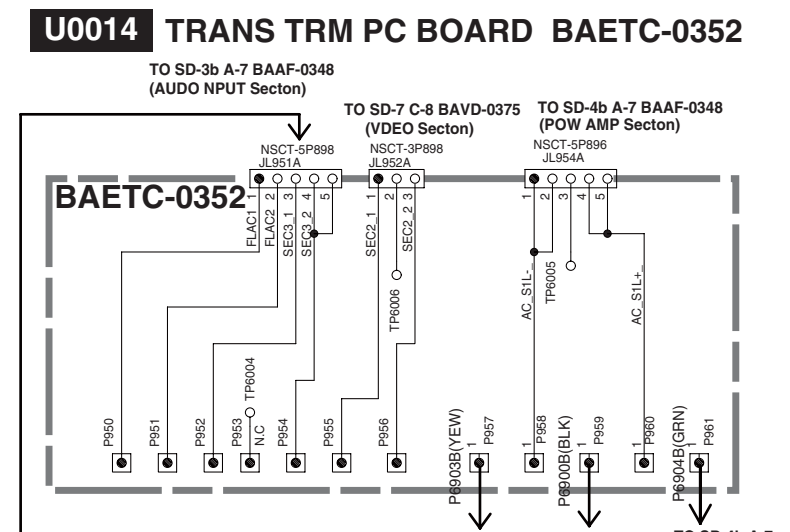 U0014 TRANS TRM PC BOARD BAETC-0352
TO SD-3b A-7 BAAF-0348
(AUDO NPUT Secton)
TO SD-7 C-8 BAVD-0375
(VDEO Secton)
TO SD-4b A-7 BAAF-0348
(POW AMP Secton)
NSCT-5P898
JL951A
NSCT-3P898
JL952A
NSCT-5P896
JL954A
BAETC-0352
1 2 3 4 5
1 2 3
1 2 3 4 5
FLAC1
FLAC2
SEC3_1
SEC3_2
SEC2_1
SEC2_2
AC_S1L-_
TP6005
AC_S1L+_
TP6006
TP6004
N.C
P950
P951
P952
P953
P954
P955
P956
P6903B(YEW)
1 P957
1 P958
P6900B(BLK)
1 P959
1 P960
P6904B(GRN)
1 P961